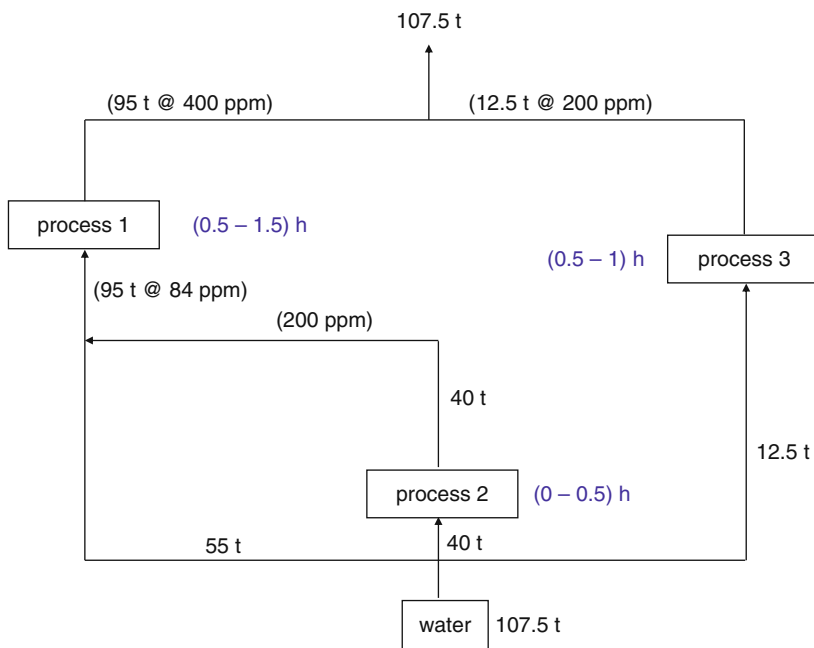 107.5 t
(95 t @ 400 ppm)
(12.5 t @ 200 ppm)
process 1
(0.5 – 1.5) h
(0.5 – 1) h
process 3
(95 t @ 84 ppm)
(200 ppm)
40 t
12.5 t
process 2
(0 – 0.5) h
55 t
40 t
water
107.5 t